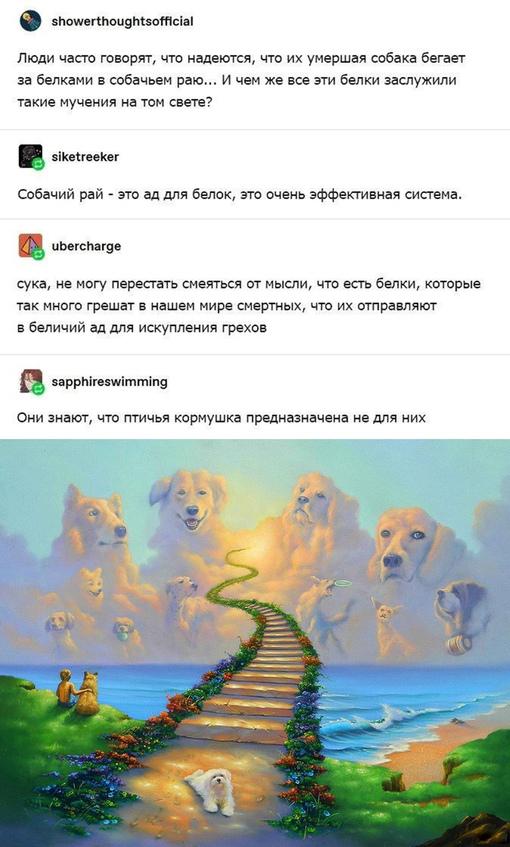 showerthoughtsofficial
Люди часто говорят, что надеются, что их умершая собака бегает
за белками в собачьем раю... И чем же все эти белки заслужили
такие мучения на том свете?
siketreeker
Собачий рай - это ад для белок, это очень эффективная система.
ubercharge
сука, не могу перестать смеяться от мысли, что есть белки, которые
так много грешат в нашем мире смертных, что их отправляют
в беличий ад для искупления грехов
sapphireswimming
Они знают, что птичья кормушка предназначена не для них